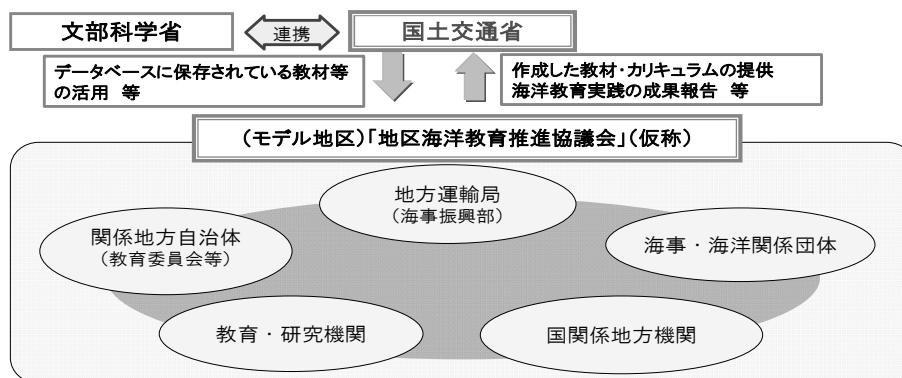 文部科学省
連携
国土交通省
データベースに保存されている教材等
の活用 等
作成した教材・カリキュラムの提供
海洋教育実践の成果報告 等
(モデル地区)「地区海洋教育推進協議会」(仮称)
地方運輸局
(海事振興部)
関係地方自治体
(教育委員会等)
海事・海洋関係団体
教育・研究機関
国関係地方機関